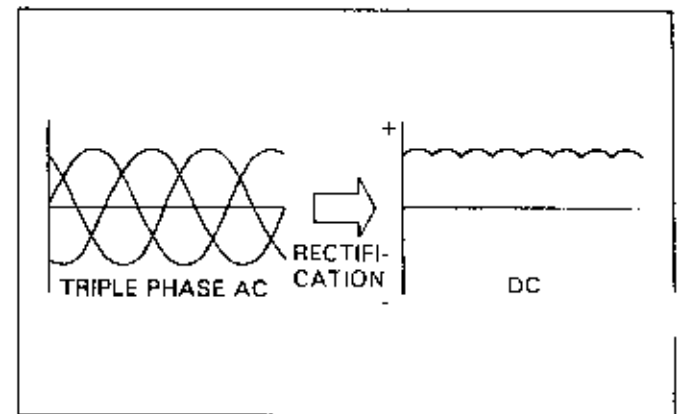 +
RECTIFI-
CATION
TRIPLE PHASE AC
DC
-